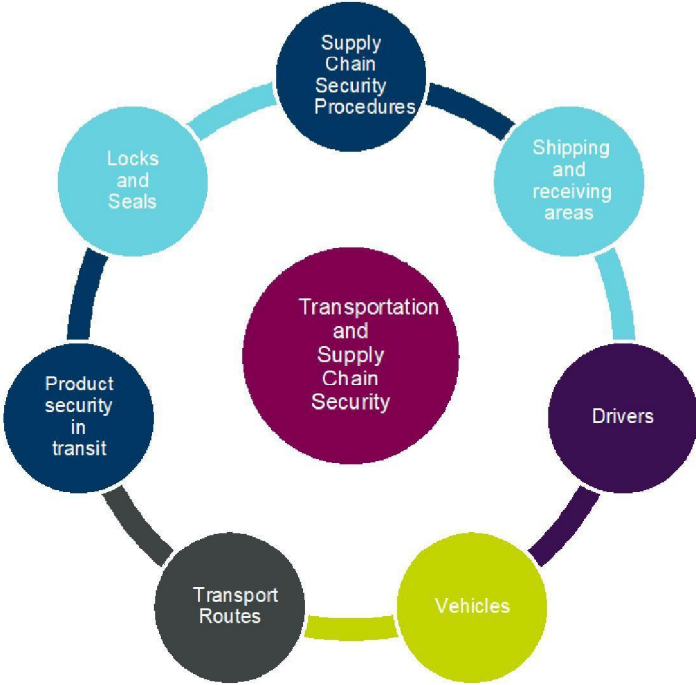 Supply
Chain
Security
Procedures
Shipping
and
receiving
areas
Drivers
Vehicles
Transport
Routes
Product
security
in
transit
Locks
and
Seals
Transportation
and
Supply
Chain
Security